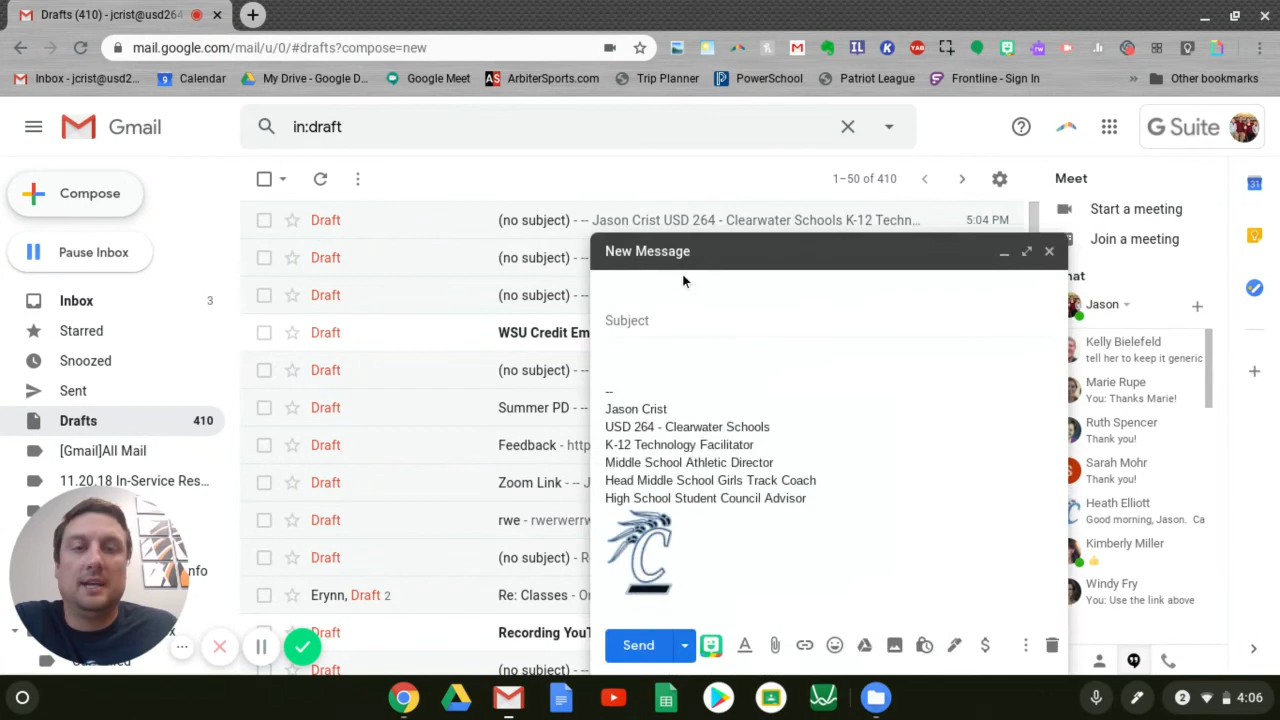 Drafts (410) - jcrist@usd264
mail.google.com/mail/u/0/#drafts?compose=new
Inbox - jcrist@usd2...
Calendar
My Drive - Google D...
Google Meet
ArbiterSports.com
Trip Planner
PowerSchool
Patriot League
Frontline - Sign In
»
Other bookmarks
Gmail
in:draft
G Suite
Compose
Pause Inbox
Inbox 3
Starred
Snoozed
Sent
Drafts 410
[Gmail]All Mail
11.20.18 In-Service Res...
nfo
1–50 of 410
Draft (no subject) - -- Jason Crist USD 264 - Clearwater Schools K-12 Techn... 5:04 PM
Draft (no subject) - --
Draft (no subject) - --
Draft WSU Credit Em
Draft (no subject) - --
Draft Summer PD - --
Draft Feedback - http
Draft Zoom Link - -- J
Draft rwe - rwerwerrw
Draft (no subject) - Re
Erynn, Draft 2 Re: Classes - On
Draft Recording YouT
Draft (no subject) - --
New Message
Subject
--
Jason Crist
USD 264 - Clearwater Schools
K-12 Technology Facilitator
Middle School Athletic Director
Head Middle School Girls Track Coach
High School Student Council Advisor
C
Send
Meet
Start a meeting
Join a meeting
hat
Jason
Kelly Bielefeld
tell her to keep it generic
Marie Rupe
You: Thanks Marie!
Ruth Spencer
Thank you!
Sarah Mohr
Thank you!
Heath Elliott
Good morning, Jason. Ca
Kimberly Miller
Windy Fry
You: Use the link above
2
4:06